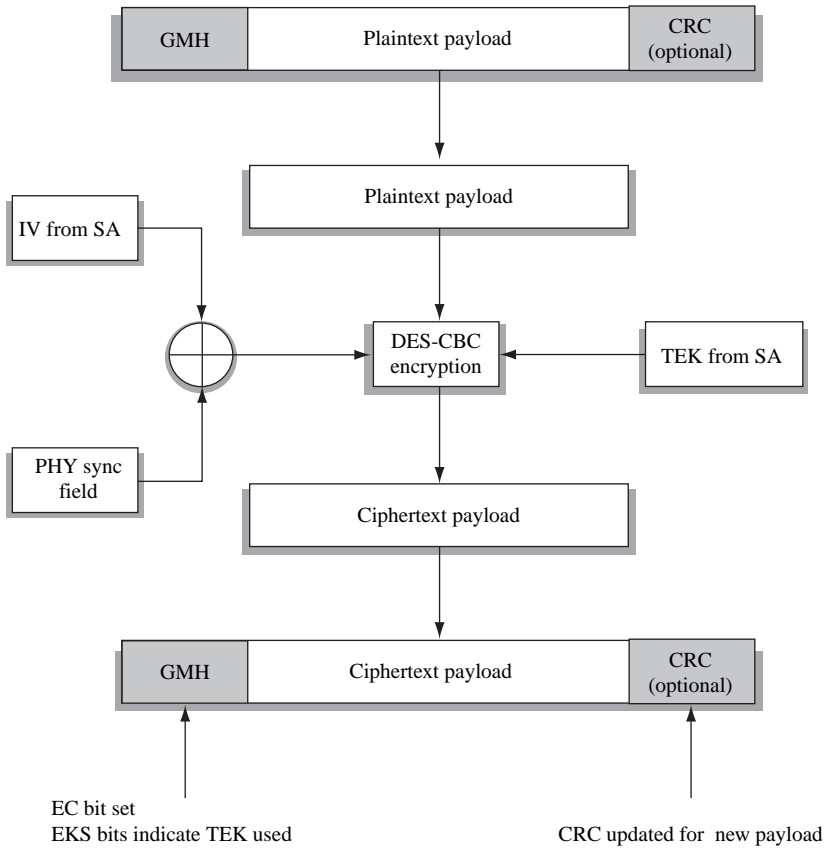 GMH
Plaintext payload
CRC
(optional)
Plaintext payload
IV from SA
DES-CBC
encryption
TEK from SA
PHY sync
field
Ciphertext payload
GMH
Ciphertext payload
CRC
(optional)
EC bit set
EKS bits indicate TEK used
CRC updated for new payload